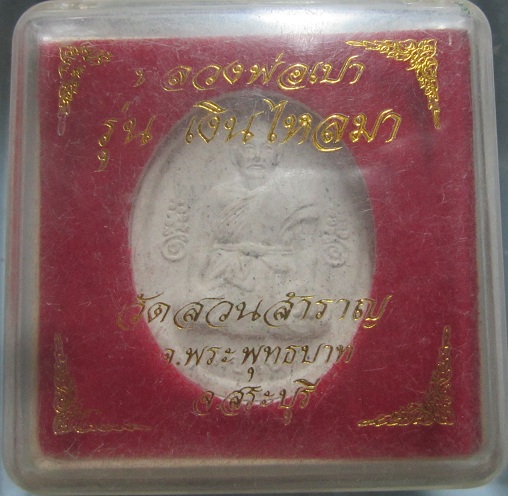 หลวงพ่อเปา
รุ่น เงินไหลมา
วัดสวนสำราญ
อ.พระพุทธบาท
จ.สระบุรี